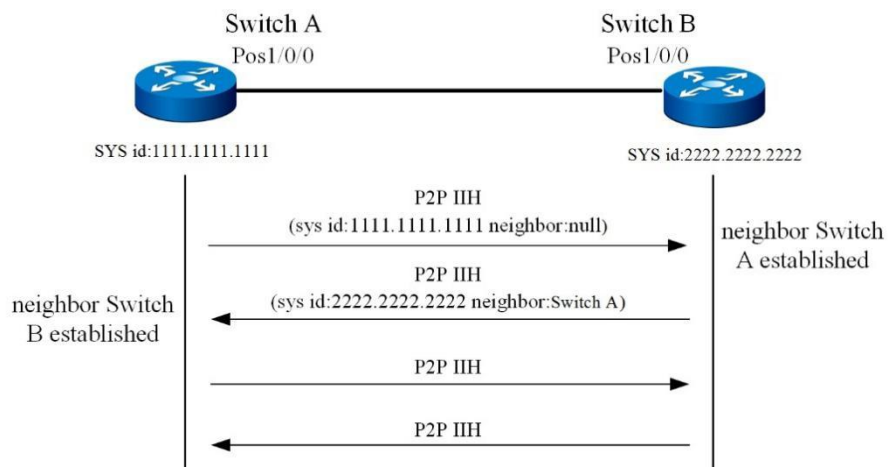 Switch A
Pos1/0/0
Switch B
Pos1/0/0
SYS id:1111.1111.1111
SYS id:2222.2222.2222
P2P IIH
(sys id:1111.1111.1111 neighbor:null)
neighbor Switch
A established
P2P IIH
(sys id:2222.2222.2222 neighbor:Switch A)
neighbor Switch
B established
P2P IIH
P2P IIH